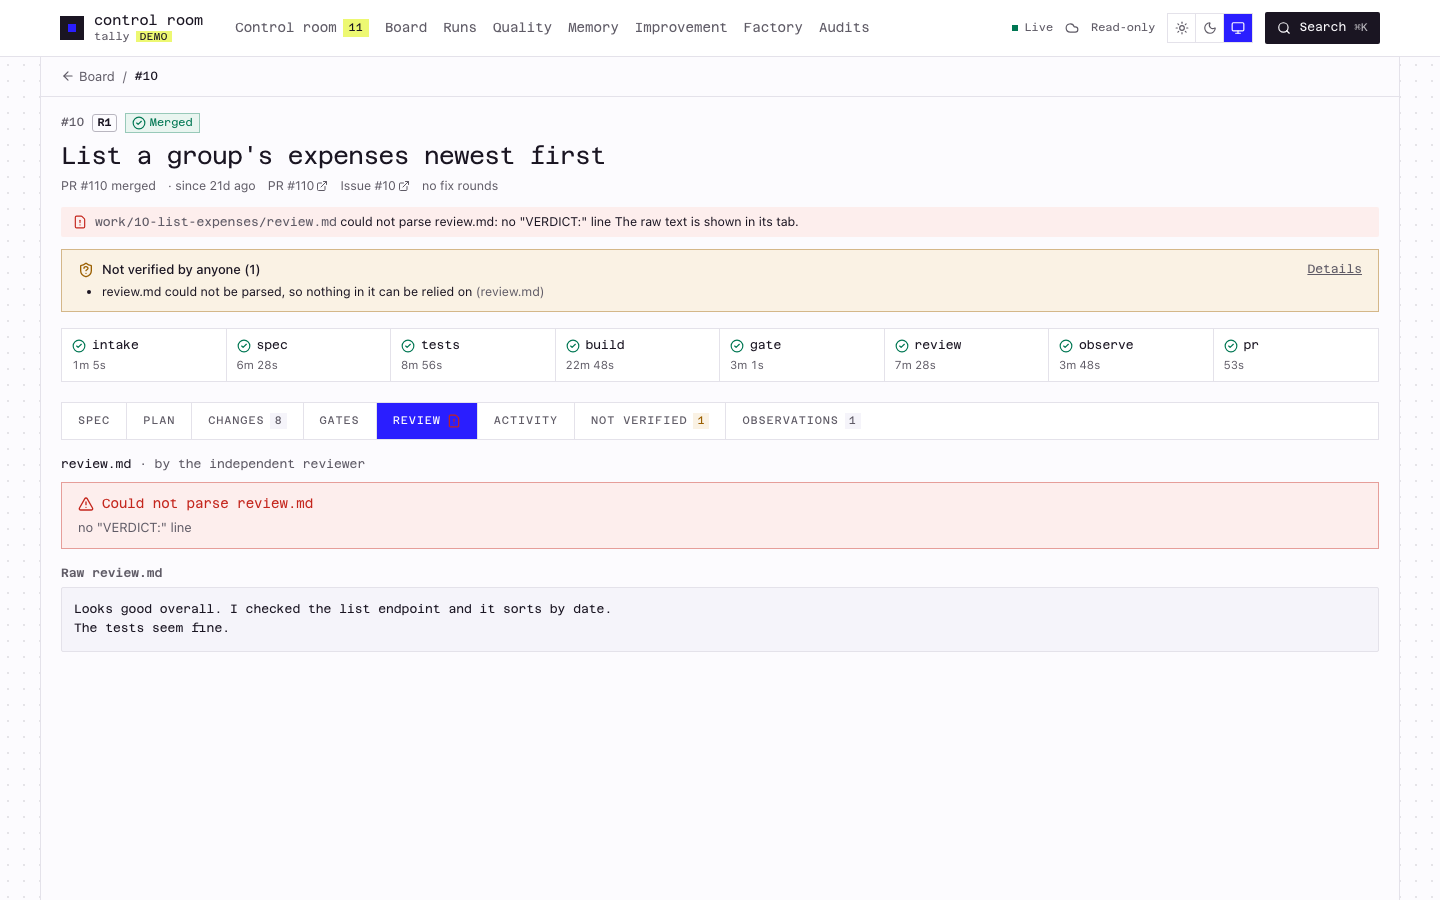 control room
tally DEMO
Control room 11 Board Runs Quality Memory Improvement Factory Audits
Live Read-only
Search ⌘K
Board / #10
#10 R1 Merged
List a group's expenses newest first
PR #110 merged · since 21d ago PR #110 Issue #10 no fix rounds
work/10-list-expenses/review.md could not parse review.md: no "VERDICT:" line The raw text is shown in its tab.
Not verified by anyone (1) Details
• review.md could not be parsed, so nothing in it can be relied on (review.md)
intake spec tests build gate review observe pr
1m 5s 6m 28s 8m 56s 22m 48s 3m 1s 7m 28s 3m 48s 53s
SPEC PLAN CHANGES 8 GATES REVIEW ACTIVITY NOT VERIFIED 1 OBSERVATIONS 1
review.md · by the independent reviewer
Could not parse review.md
no "VERDICT:" line
Raw review.md
Looks good overall. I checked the list endpoint and it sorts by date.
The tests seem fine.